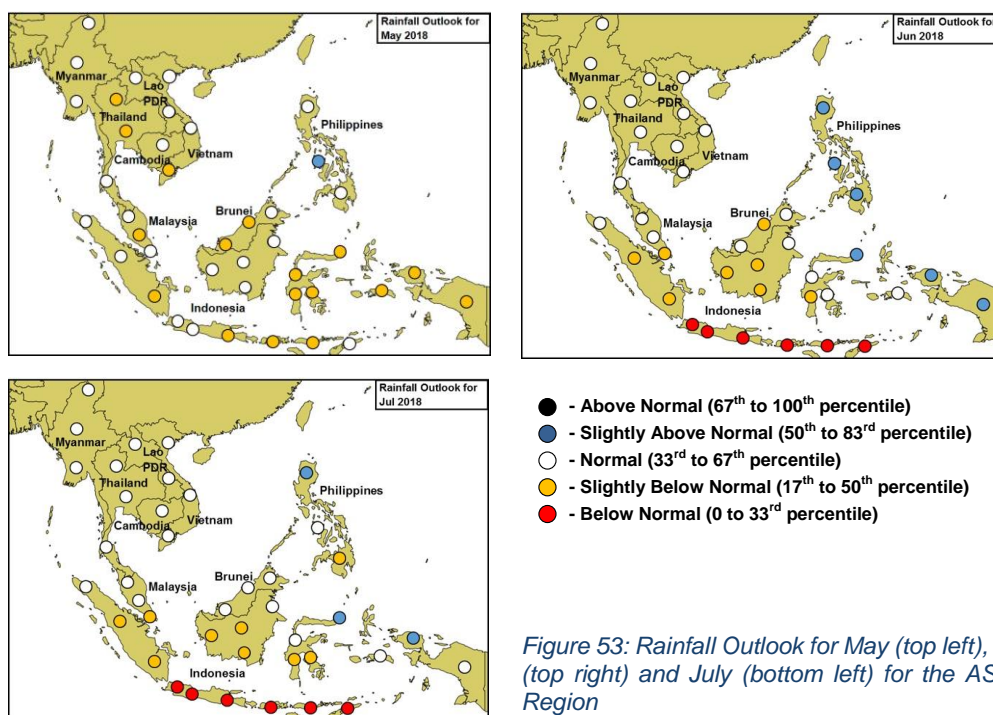 Rainfall Outlook for
May 2018
Myanmar
Lao
PDR
Thailand
Philippines
Cambodia
Vietnam
Malaysia
Brunei
Indonesia
Rainfall Outlook for
Jun 2018
Myanmar
Lao
PDR
Thailand
Philippines
Cambodia
Vietnam
Malaysia
Brunei
Indonesia
Rainfall Outlook for
Jul 2018
Myanmar
Lao
PDR
Thailand
Philippines
Cambodia
Vietnam
Malaysia
Brunei
Indonesia
- Above Normal (67th to 100th percentile)
- Slightly Above Normal (50th to 83rd percentile)
- Normal (33rd to 67th percentile)
- Slightly Below Normal (17th to 50th percentile)
- Below Normal (0 to 33rd percentile)
Figure 53: Rainfall Outlook for May (top left),
(top right) and July (bottom left) for the AS
Region